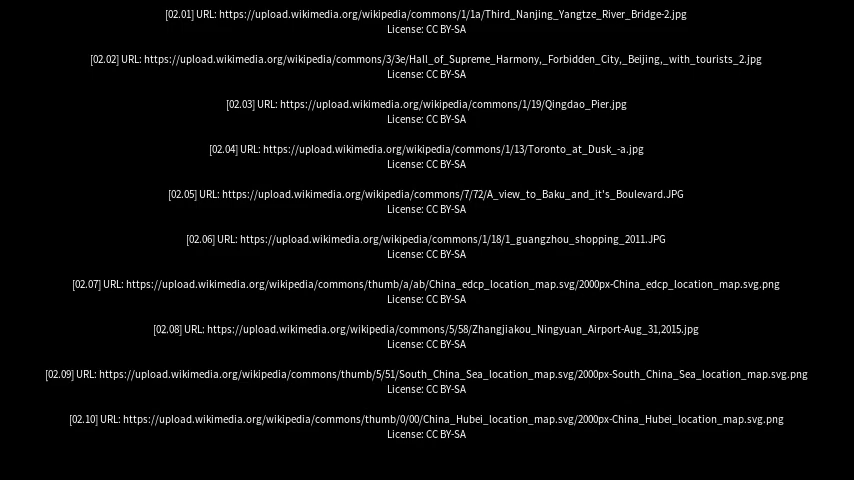 [02.01] URL: https://upload.wikimedia.org/wikipedia/commons/1/1a/Third_Nanjing_Yangtze_River_Bridge-2.jpg
License: CC BY-SA
[02.02] URL: https://upload.wikimedia.org/wikipedia/commons/3/3e/Hall_of_Supreme_Harmony,_Forbidden_City,_Beijing,_with_tourists_2.jpg
License: CC BY-SA
[02.03] URL: https://upload.wikimedia.org/wikipedia/commons/1/19/Qingdao_Pier.jpg
License: CC BY-SA
[02.04] URL: https://upload.wikimedia.org/wikipedia/commons/1/13/Toronto_at_Dusk_-a.jpg
License: CC BY-SA
[02.05] URL: https://upload.wikimedia.org/wikipedia/commons/7/72/A_view_to_Baku_and_it's_Boulevard.JPG
License: CC BY-SA
[02.06] URL: https://upload.wikimedia.org/wikipedia/commons/1/18/1_guangzhou_shopping_2011.JPG
License: CC BY-SA
[02.07] URL: https://upload.wikimedia.org/wikipedia/commons/thumb/a/ab/China_edcp_location_map.svg/2000px-China_edcp_location_map.svg.png
License: CC BY-SA
[02.08] URL: https://upload.wikimedia.org/wikipedia/commons/5/58/Zhangjiakou_Ningyuan_Airport-Aug_31,2015.jpg
License: CC BY-SA
[02.09] URL: https://upload.wikimedia.org/wikipedia/commons/thumb/5/51/South_China_Sea_location_map.svg/2000px-South_China_Sea_location_map.svg.png
License: CC BY-SA
[02.10] URL: https://upload.wikimedia.org/wikipedia/commons/thumb/0/00/China_Hubei_location_map.svg/2000px-China_Hubei_location_map.svg.png
License: CC BY-SA